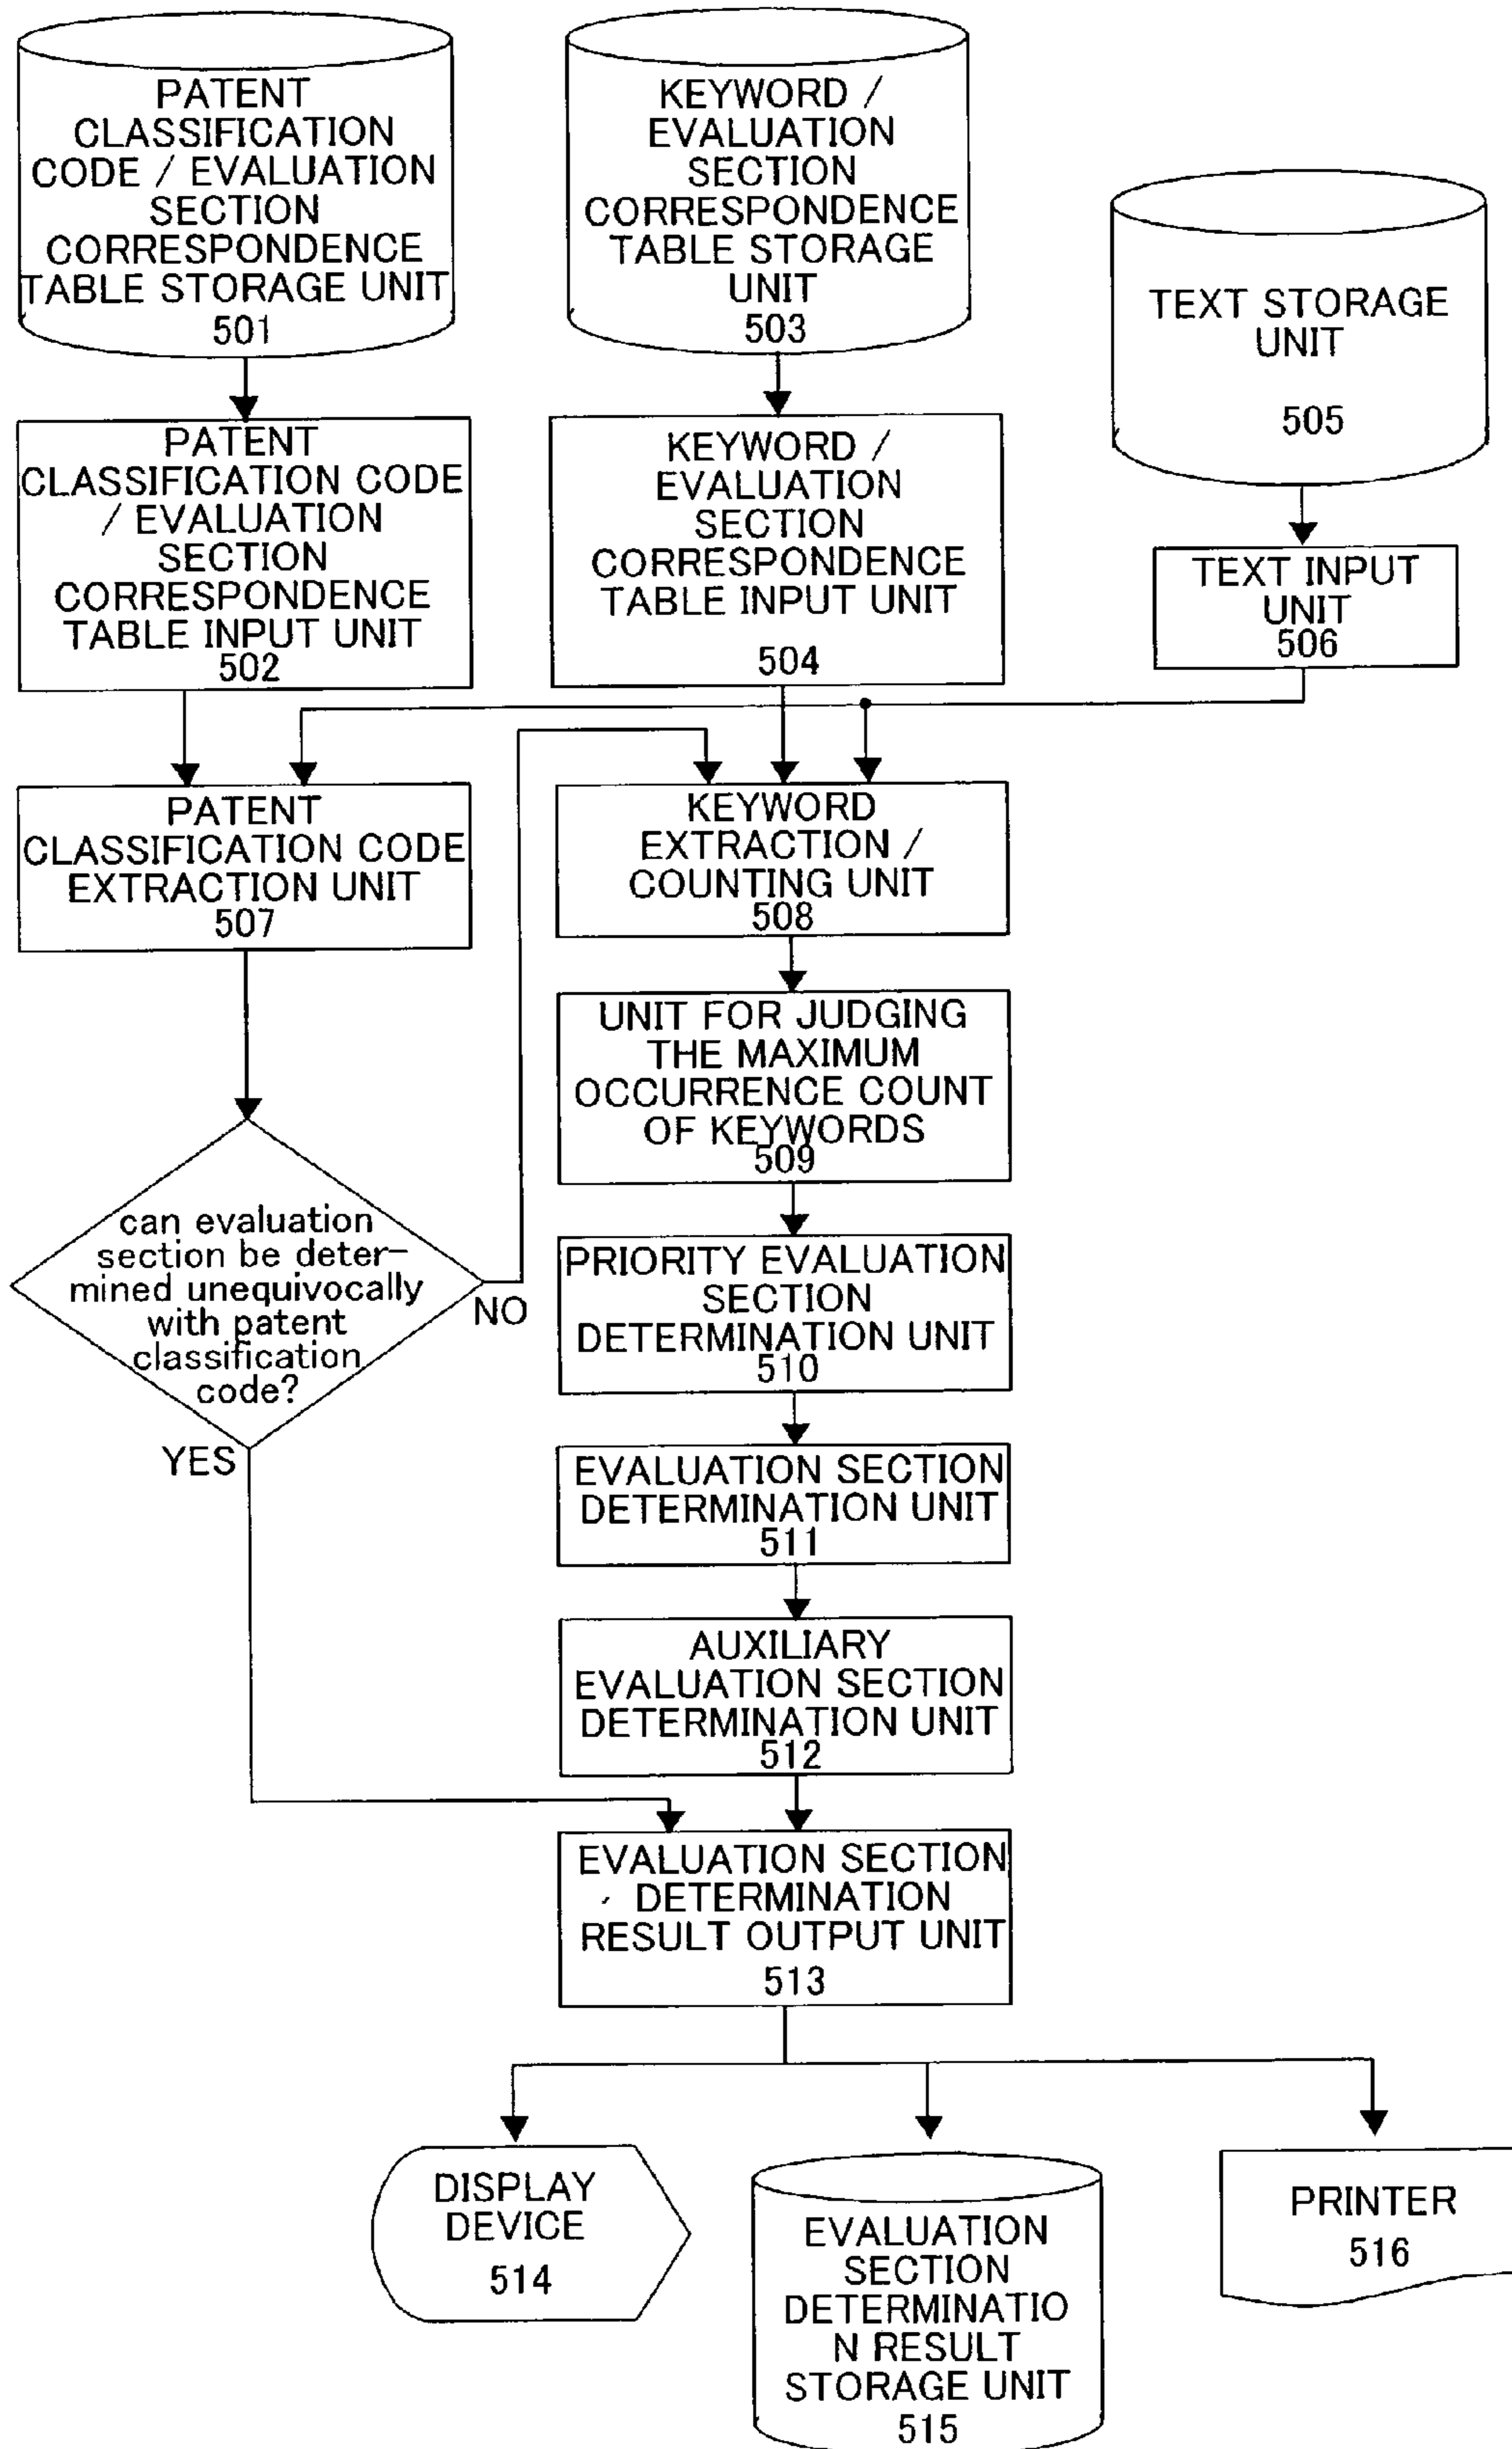 PATENT
CLASSIFICATION
CODE / EVALUATION
SECTION
CORRESPONDENCE
TABLE STORAGE UNIT
501
KEYWORD /
EVALUATION
SECTION
CORRESPONDENCE
TABLE STORAGE
UNIT
503
TEXT STORAGE
UNIT
505
PATENT
CLASSIFICATION CODE
/ EVALUATION
SECTION
CORRESPONDENCE
TABLE INPUT UNIT
502
KEYWORD /
EVALUATION
SECTION
CORRESPONDENCE
TABLE INPUT UNIT
504
TEXT INPUT
UNIT
506
PATENT
CLASSIFICATION CODE
EXTRACTION UNIT
507
KEYWORD
EXTRACTION /
COUNTING UNIT
508
UNIT FOR JUDGING
THE MAXIMUM
OCCURRENCE COUNT
OF KEYWORDS
509
can evaluation
section be deter-
mined unequivocally
with patent
classification
code?
NO
YES
PRIORITY EVALUATION
SECTION
DETERMINATION UNIT
510
EVALUATION SECTION
DETERMINATION UNIT
511
AUXILIARY
EVALUATION SECTION
DETERMINATION UNIT
512
EVALUATION SECTION
DETERMINATION
RESULT OUTPUT UNIT
513
DISPLAY
DEVICE
514
EVALUATION
SECTION
DETERMINATIO
N RESULT
STORAGE UNIT
515
PRINTER
516